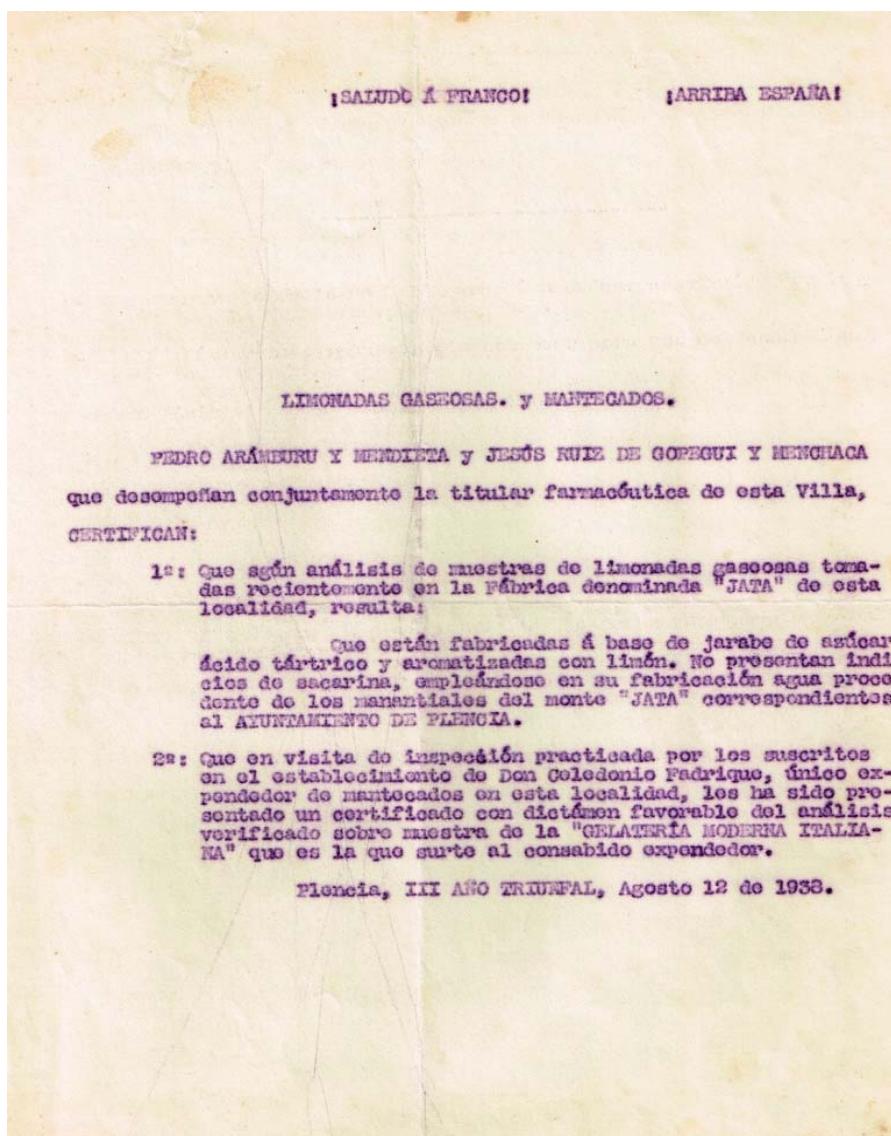 ¡SALUDO Á FRANCO! ¡ARRIBA ESPAÑA!
LIMONADAS GASEOSAS. y MANTECADOS.
PEDRO ARÁMBURU Y MENDIETA y JESÚS RUIZ DE GOPEGUI Y MENCHACA
que desempeñan conjuntamente la titular farmacéutica de esta Villa,
CERTIFICAN:
1º: Que sgún análisis de muestras de limonadas gaseosas toma-
das recientemente en la Fábrica denominada "JATA" de esta
localidad, resulta:
Que están fabricadas á base de jarabe de azúcar
ácido tártrico y aromatizadas con limón. No presentan indi
cios de sacarina, empleándose en su fabricación agua proce
dente de los manantiales del monte "JATA" correspondientes
al AYUNTAMIENTO DE PLENCIA.
2º: Que en visita de inspección practicada por los suscritos
en el establecimiento de Don Celedonio Fadrique, único ex-
pendedor de mantecados en esta localidad, les ha sido pre-
sentado un certificado con dictámen favorable del análisis
verificado sobre muestra de la "GELATERÍA MODERNA ITALIA-
NA" que es la que surte al consabido expendedor.
Plencia, III AÑO TRIUNFAL, Agosto 12 de 1938.